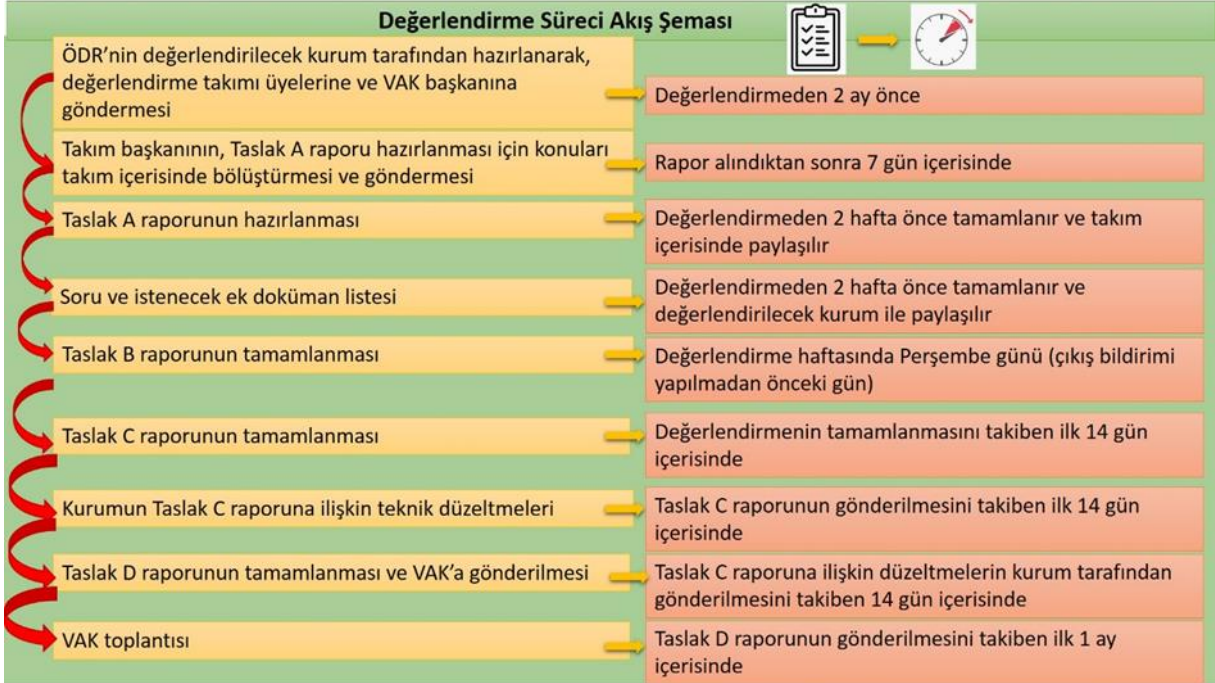 Değerlendirme Süreci Akış Şeması
ÖDR’nin değerlendirilecek kurum tarafından hazırlanarak,
değerlendirme takımı üyelerine ve VAK başkanına
göndermesi
Değerlendirmeden 2 ay önce
Takım başkanının, Taslak A raporu hazırlanması için konuları
takım içerisinde bölüştürmesi ve göndermesi
Rapor alındıktan sonra 7 gün içerisinde
Taslak A raporunun hazırlanması
Değerlendirmeden 2 hafta önce tamamlanır ve takım
içerisinde paylaşılır
Soru ve istenecek ek doküman listesi
Değerlendirmeden 2 hafta önce tamamlanır ve
değerlendirilecek kurum ile paylaşılır
Taslak B raporunun tamamlanması
Değerlendirme haftasında Perşembe günü (çıkış bildirimi
yapılmadan önceki gün)
Taslak C raporunun tamamlanması
Değerlendirmenin tamamlanmasını takiben ilk 14 gün
içerisinde
Kurumun Taslak C raporuna ilişkin teknik düzeltmeleri
Taslak C raporunun gönderilmesini takiben ilk 14 gün
içerisinde
Taslak D raporunun tamamlanması ve VAK’a gönderilmesi
Taslak C raporuna ilişkin düzeltmelerin kurum tarafından
gönderilmesini takiben 14 gün içerisinde
VAK toplantısı
Taslak D raporunun gönderilmesini takiben ilk 1 ay
içerisinde